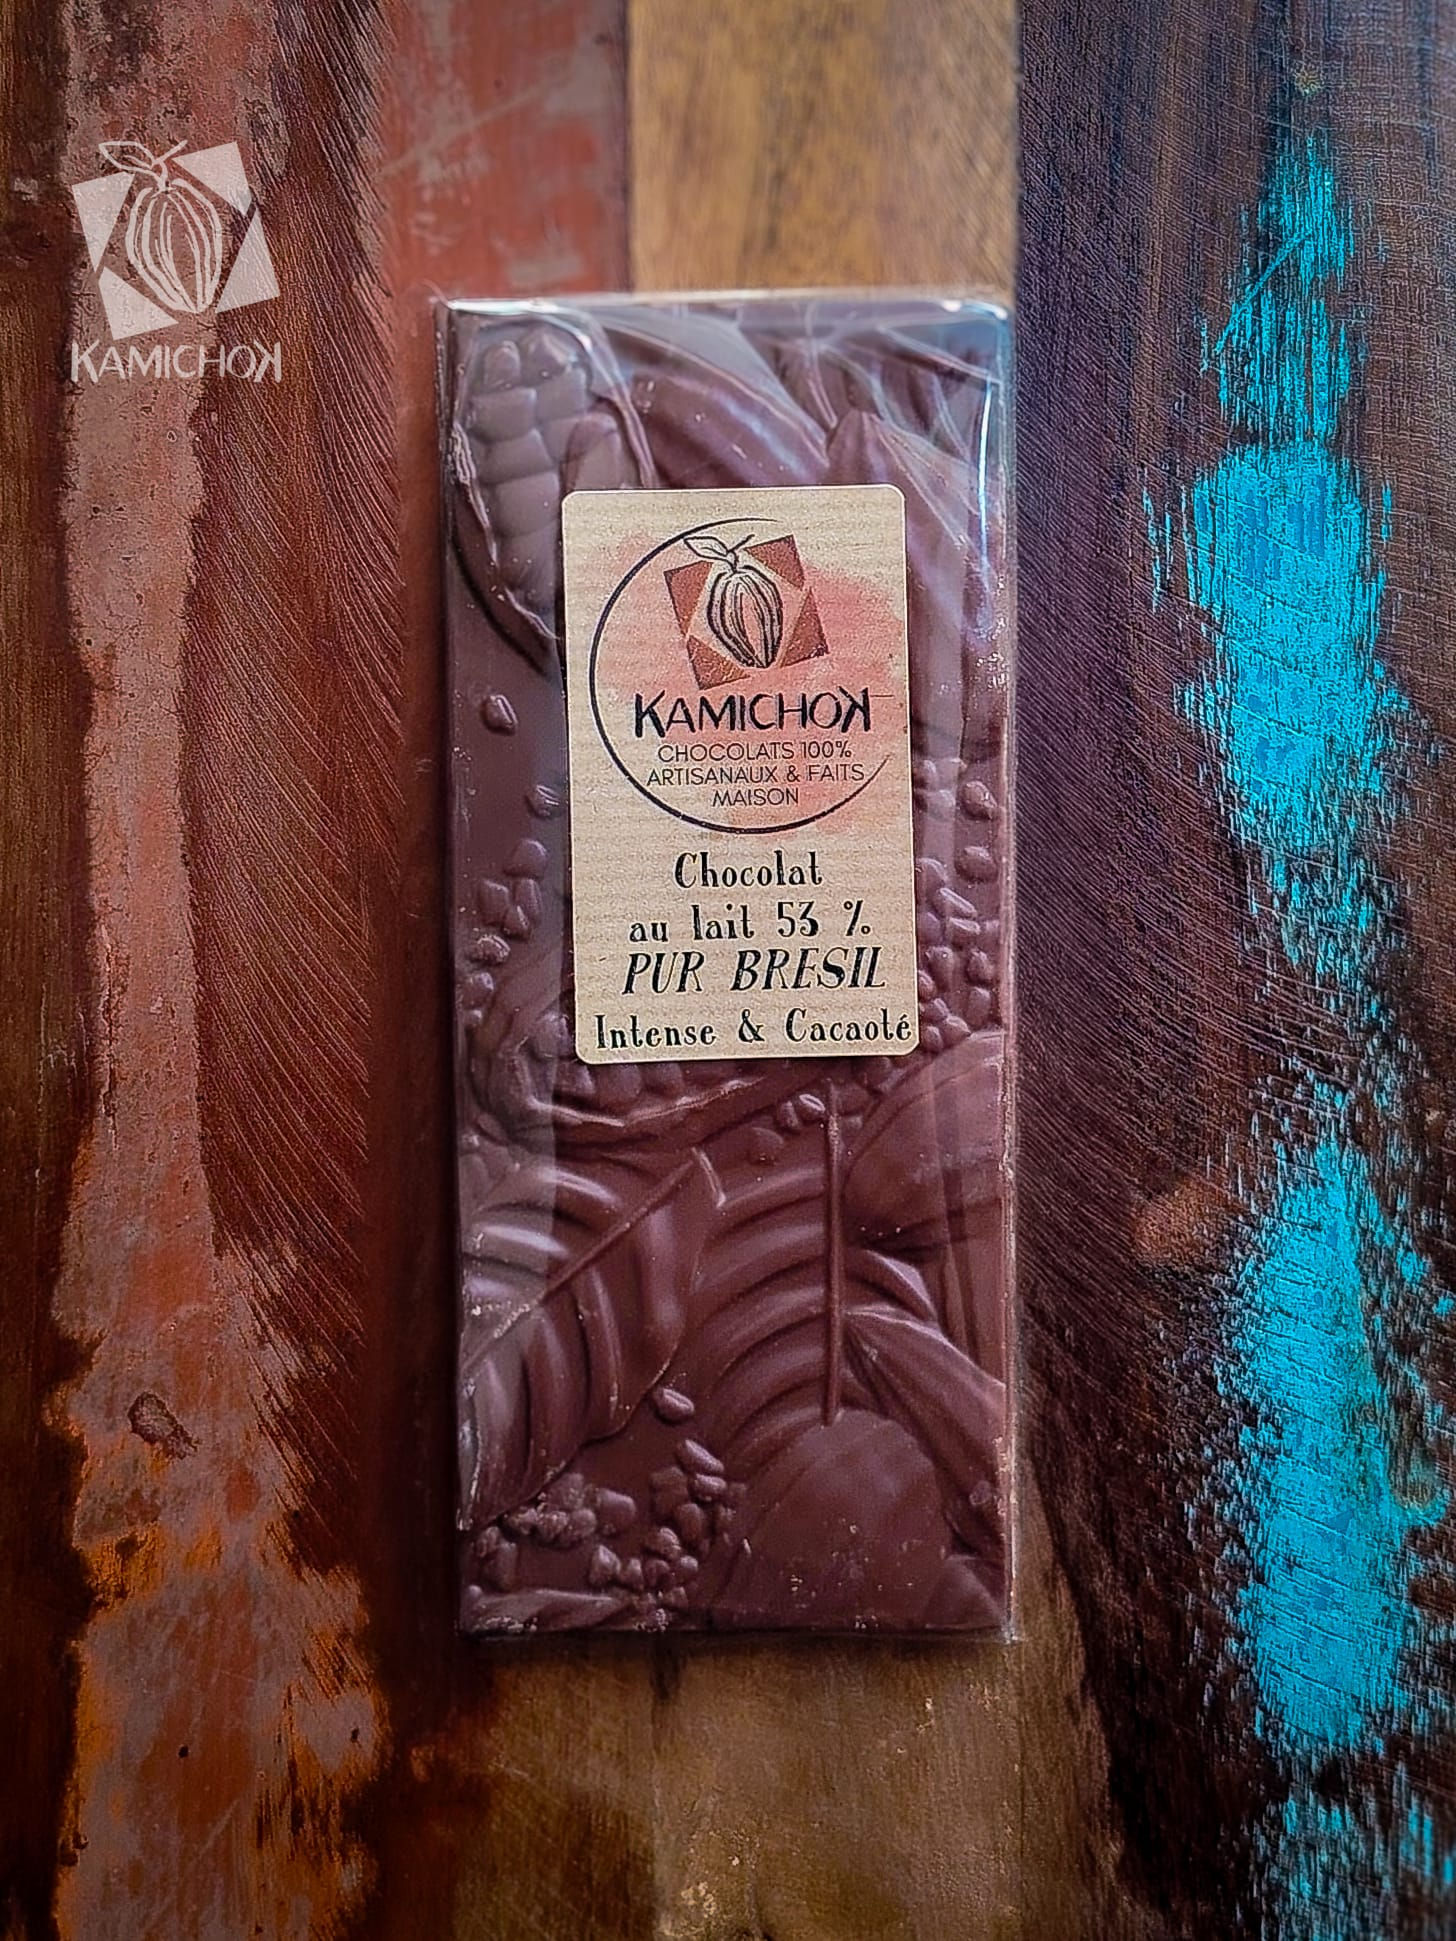 KAMICHOK
KAMICHOK
CHOCOLATS 100%
ARTISANAUX & FAITS
MAISON
Chocolat
au lait 53 %
PUR BRESIL
Intense & Cacaoté